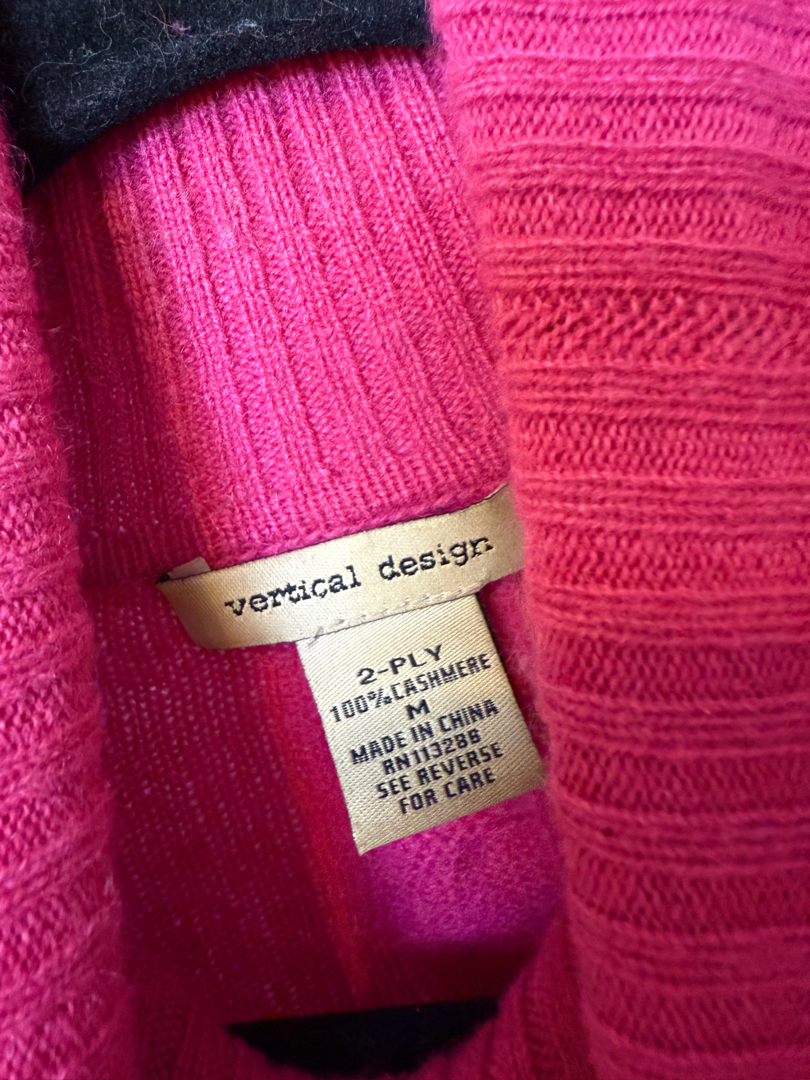 vertical design
2-PLY
100%CASHMERE
M
MADE IN CHINA
RN113286
SEE REVERSE
FOR CARE